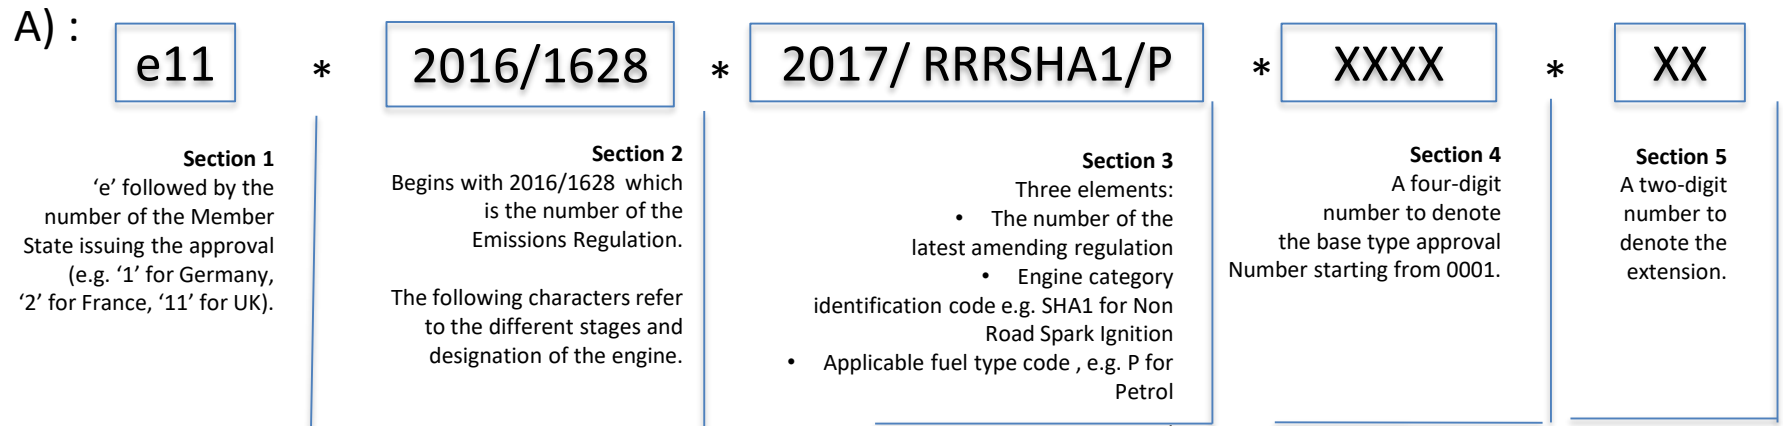 A) :
e11 * 2016/1628 * 2017/ RRRSHA1/P * XXXX * XX
Section 1
‘e’ followed by the
number of the Member
State issuing the approval
(e.g. ‘1’ for Germany,
‘2’ for France, ‘11’ for UK).
Section 2
Begins with 2016/1628 which
is the number of the
Emissions Regulation.
The following characters refer
to the different stages and
designation of the engine.
Section 3
Three elements:
• The number of the
latest amending regulation
• Engine category
identification code e.g. SHA1 for Non
Road Spark Ignition
• Applicable fuel type code , e.g. P for
Petrol
Section 4
A four-digit
number to denote
the base type approval
Number starting from 0001.
Section 5
A two-digit
number to
denote the
extension.